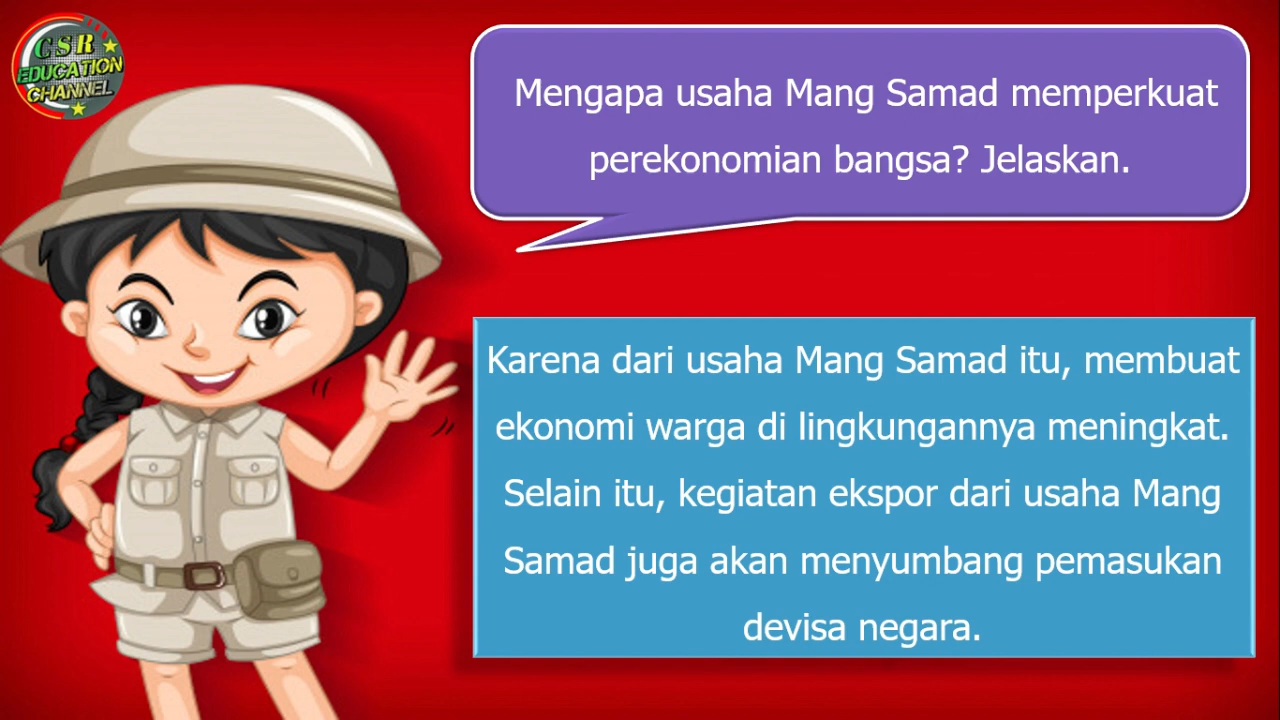 CSR
EDUCATION
CHANNEL
Mengapa usaha Mang Samad memperkuat
perekonomian bangsa? Jelaskan.
Karena dari usaha Mang Samad itu, membuat
ekonomi warga di lingkungannya meningkat.
Selain itu, kegiatan ekspor dari usaha Mang
Samad juga akan menyumbang pemasukan
devisa negara.